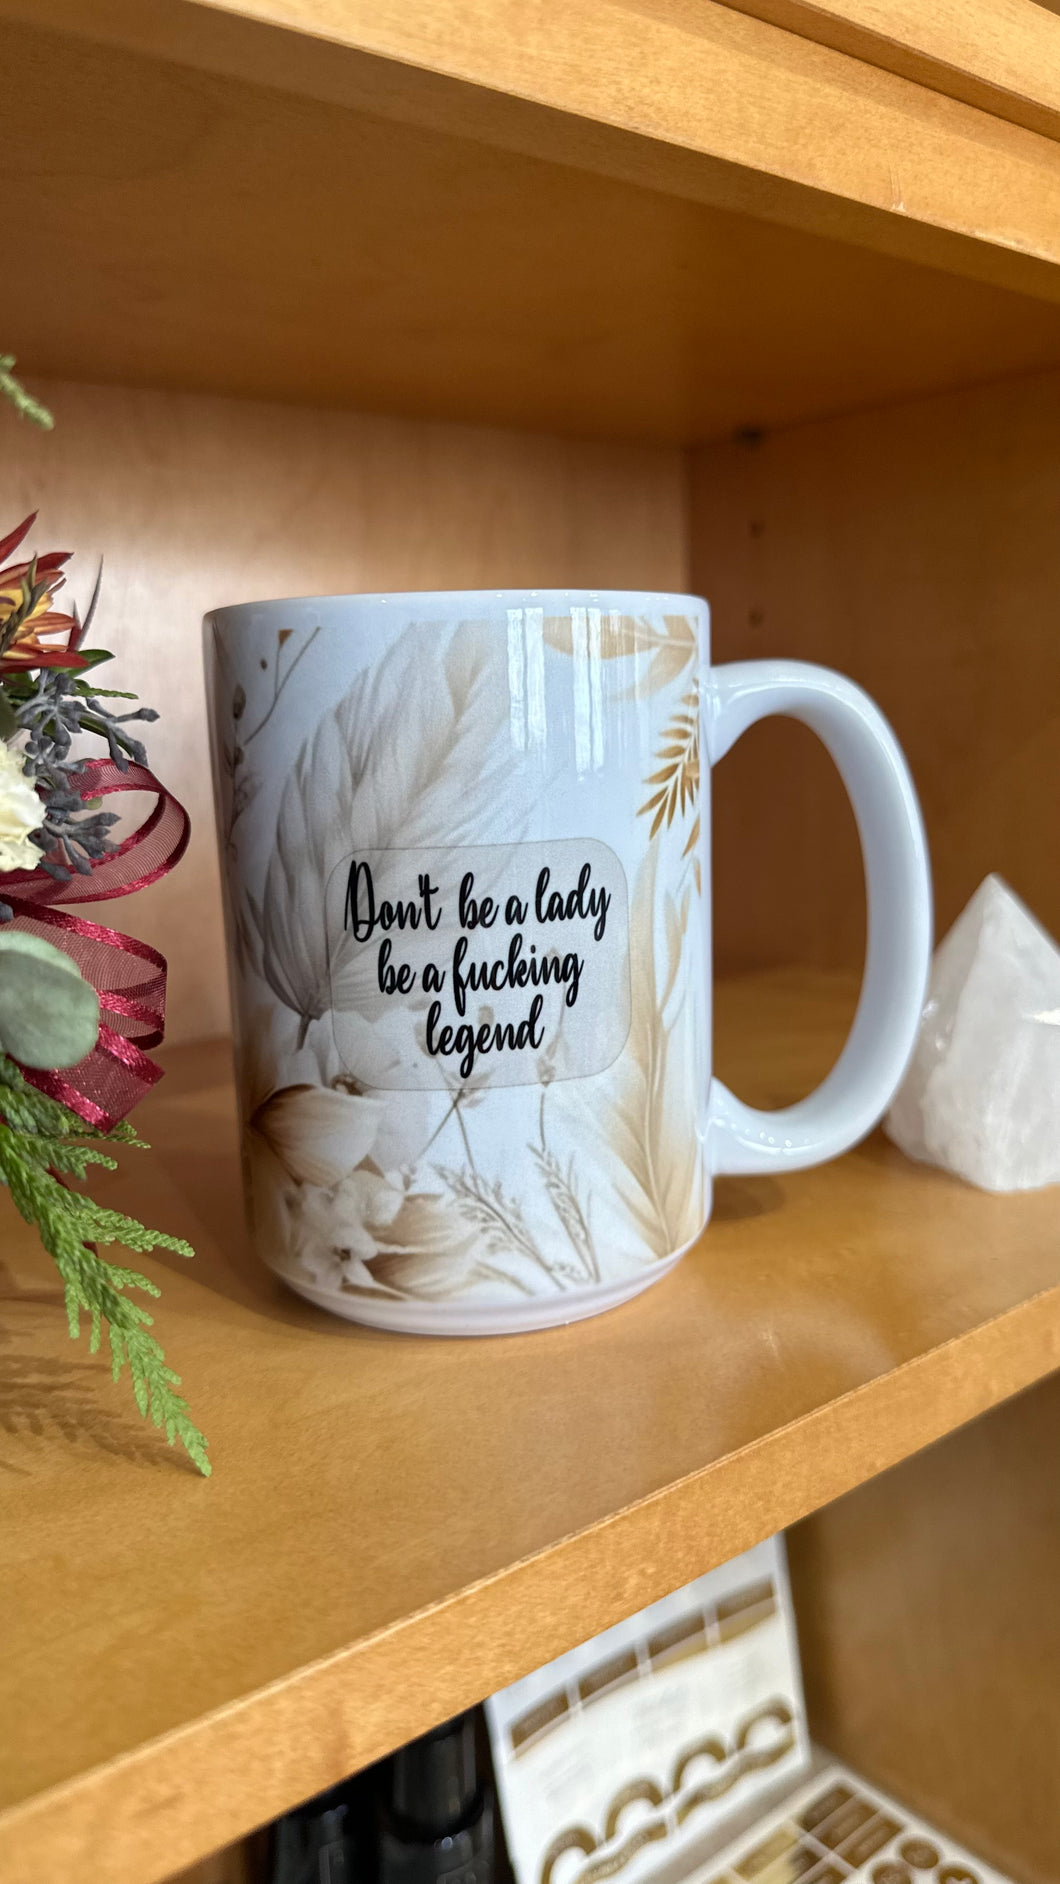 Don't be a lady
be a fucking
legend